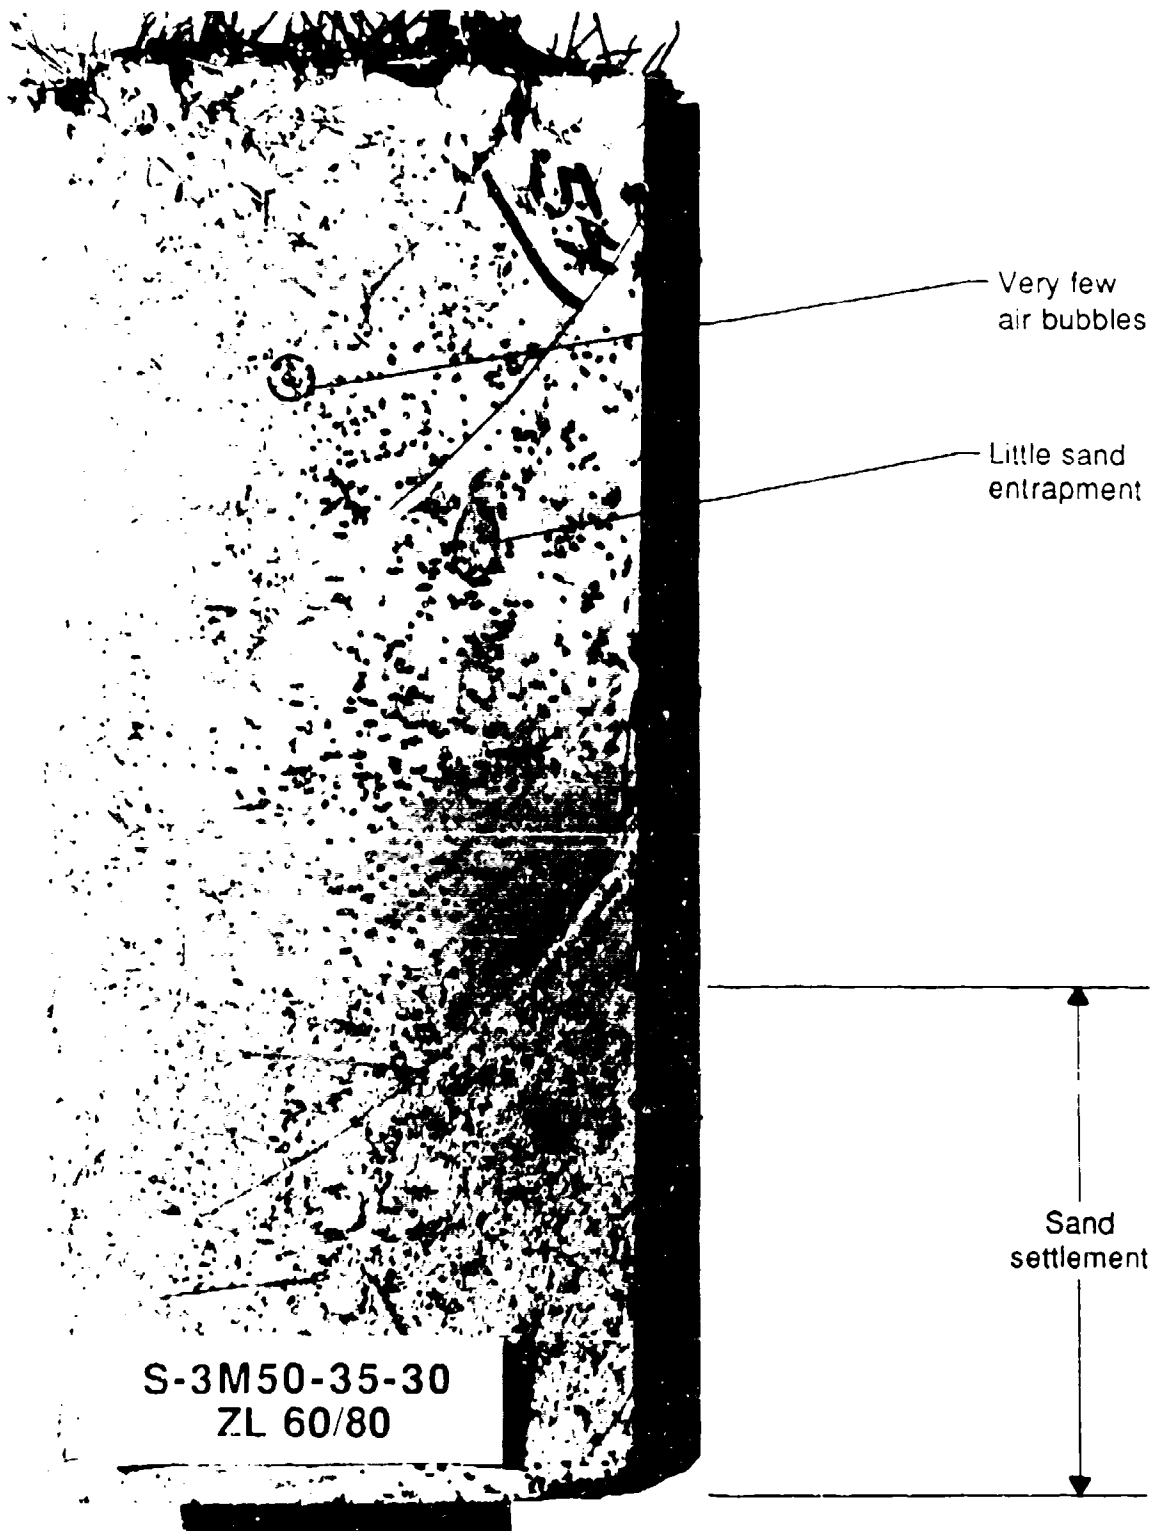 Very few
air bubbles
Little sand
entrapment
Sand
settlement
S-3M50-35-30
ZL 60/80